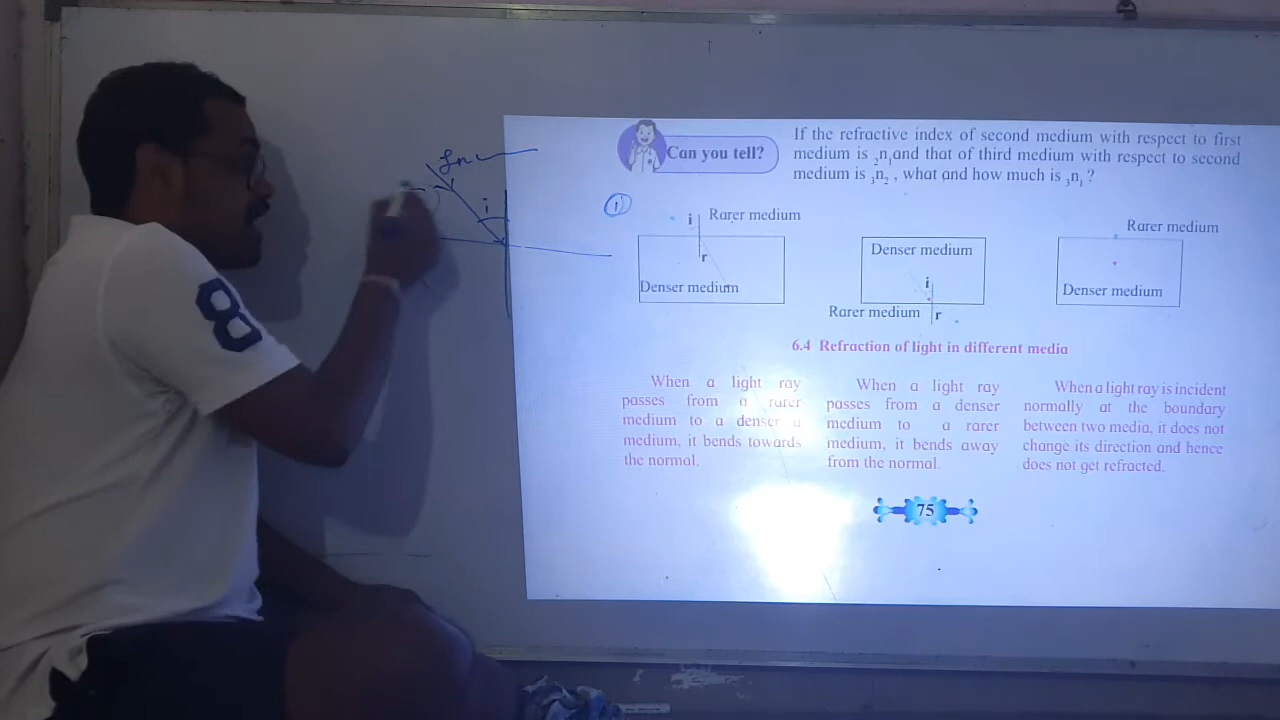 Can you tell?
If the refractive index of second medium with respect to first
medium is ₂n₁and that of third medium with respect to second
medium is ₃n₂ , what and how much is ₃n₁ ?
i
1
i Rarer medium
r
Denser medium
Denser medium
i
Rarer medium r
Rarer medium
Denser medium
6.4 Refraction of light in different media
When a light ray
passes from a rarer
medium to a denser
medium, it bends towards
the normal.
When a light ray
passes from a denser
medium to a rarer
medium, it bends away
from the normal.
When a light ray is incident
normally at the boundary
between two media, it does not
change its direction and hence
does not get refracted.
75
8